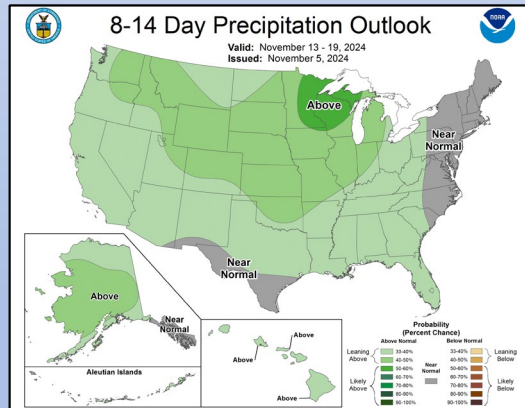 8-14 Day Precipitation Outlook
Valid: November 13 - 19, 2024
Issued: November 5, 2024
NOAA
Above
Near
Normal
Near
Normal
Above
Near
Normal
Aleutian Islands
Above
Above
Above
Above
Probability
(Percent Chance)
Above Normal
Below Normal
Leaning
Above
33-40%
40-50%
Likely
Above
50-60%
60-70%
70-80%
80-90%
90-100%
Near
Normal
33-40%
40-50%
Leaning
Below
50-60%
60-70%
70-80%
80-90%
90-100%
Likely
Below